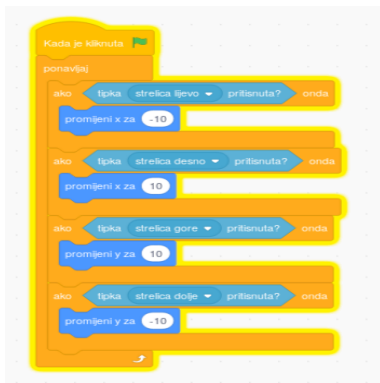 Kada je kliknuta
ponavljaj
ako tipka strelica lijevo pritisnuta? onda
promijeni x za -10
ako tipka strelica desno pritisnuta? onda
promijeni x za 10
ako tipka strelica gore pritisnuta? onda
promijeni y za 10
ako tipka strelica dolje pritisnuta? onda
promijeni y za -10